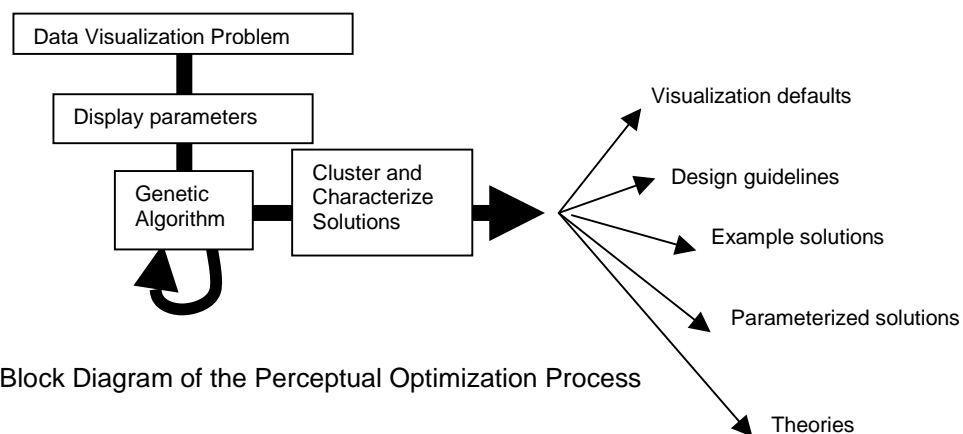 Data Visualization Problem
Display parameters
Genetic
Algorithm
Cluster and
Characterize
Solutions
Visualization defaults
Design guidelines
Example solutions
Parameterized solutions
Theories
Block Diagram of the Perceptual Optimization Process